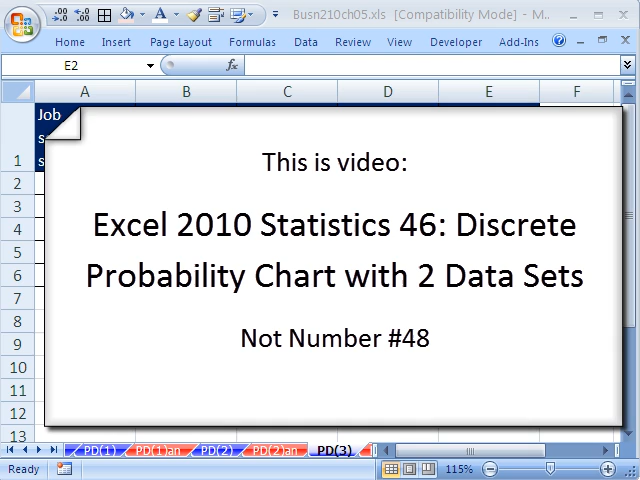 Busn210ch05.xls [Compatibility Mode] - M...
Home Insert Page Layout Formulas Data Review View Developer Add-Ins
E2 fx
A B C D E F
Job
s
1 s
2
3
4
5
6
7
8
9
10
11
12
13
This is video:
Excel 2010 Statistics 46: Discrete
Probability Chart with 2 Data Sets
Not Number #48
PD(1) PD(1)an PD(2) PD(2)an PD(3)
Ready 115%